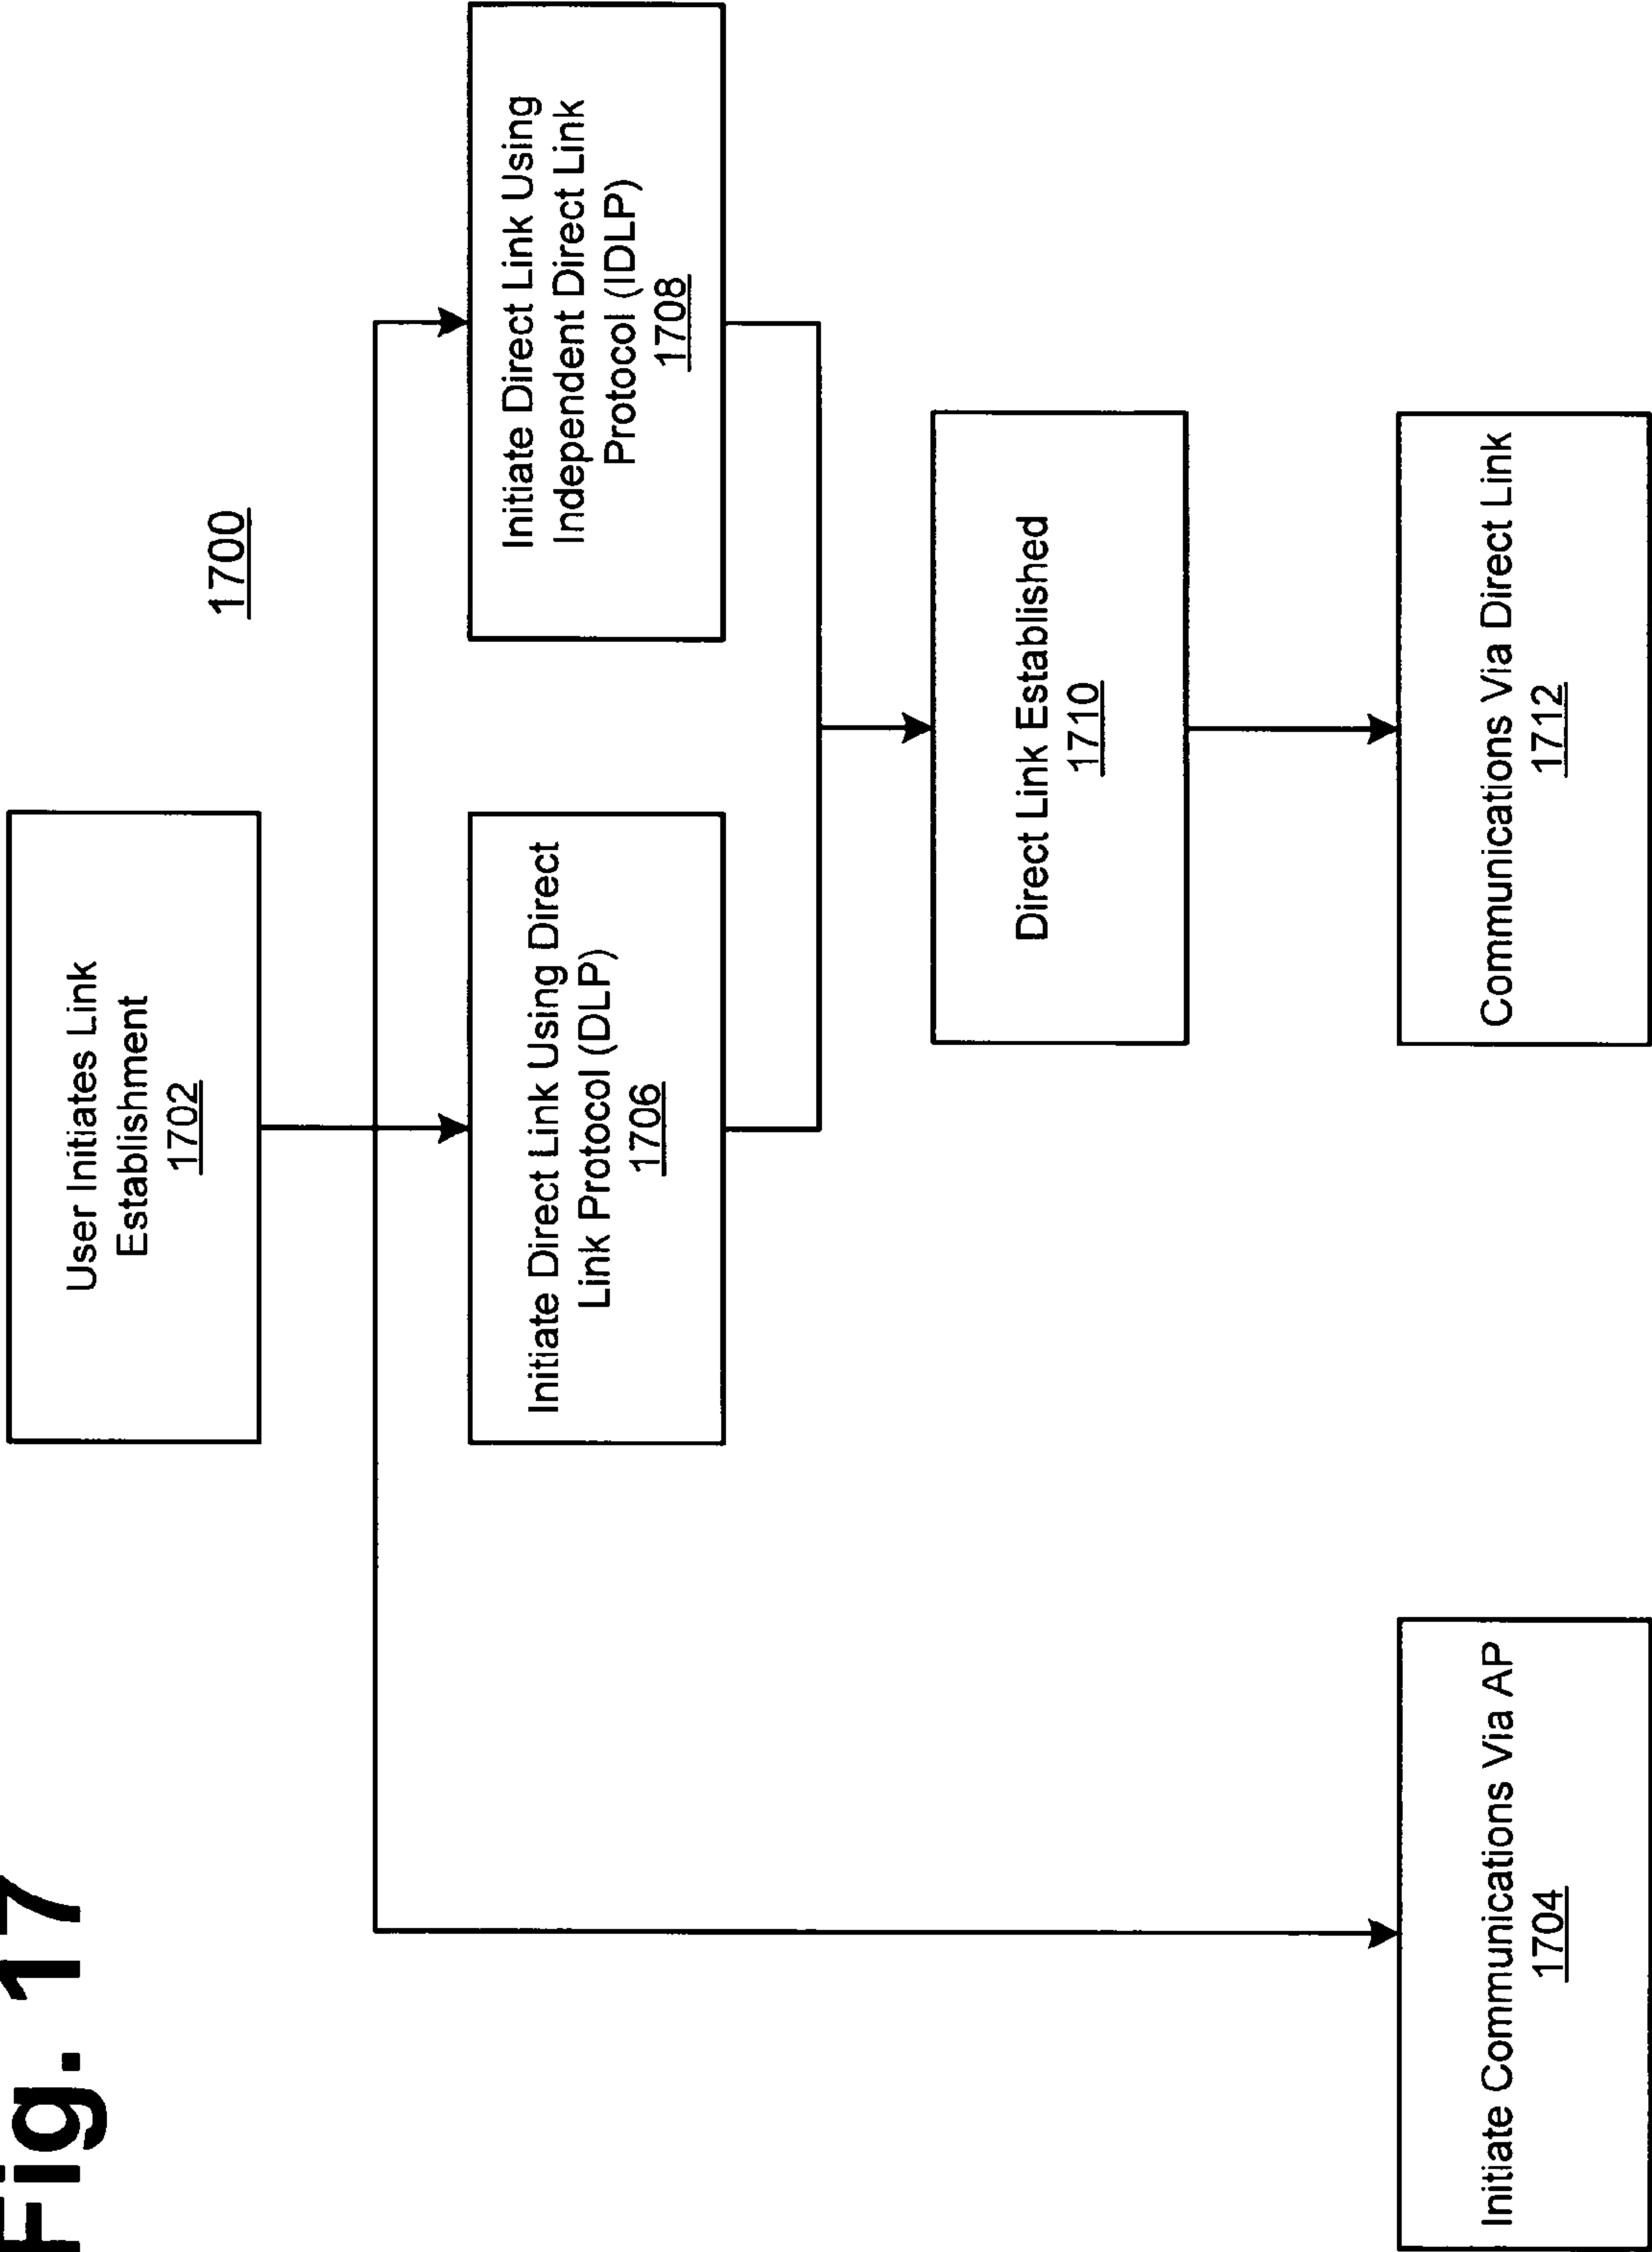 Fig. 17
1700
User Initiates Link
Establishment
1702
Initiate Direct Link Using Direct
Link Protocol (DLP)
1706
Initiate Direct Link Using
Independent Direct Link
Protocol (IDLP)
1708
Direct Link Established
1710
Initiate Communications Via AP
1704
Communications Via Direct Link
1712